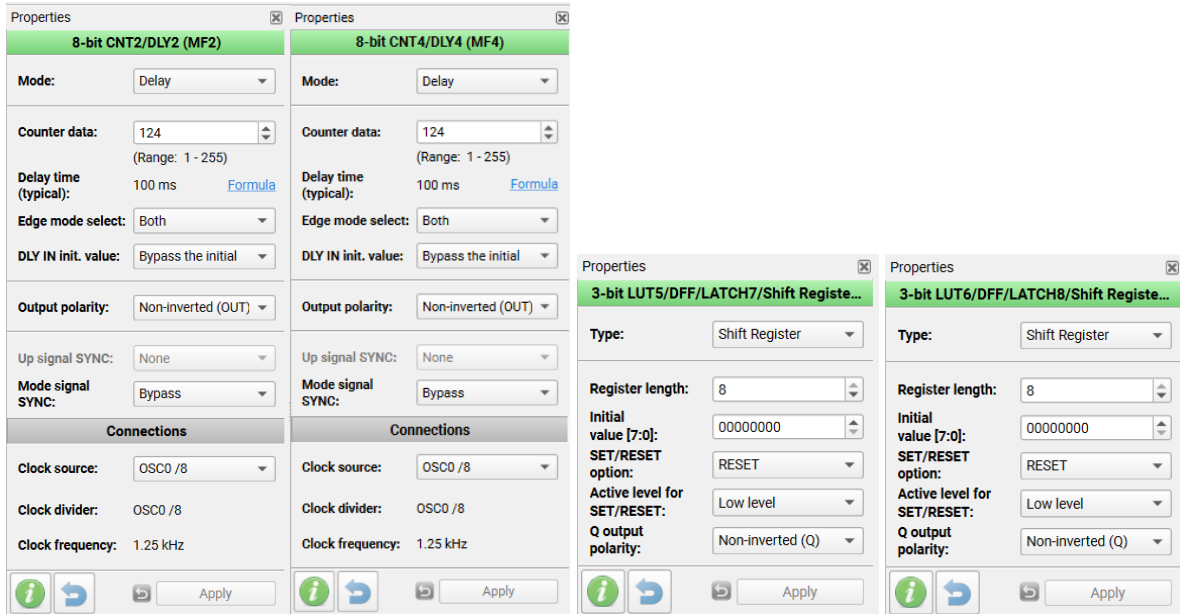 Properties
8-bit CNT2/DLY2 (MF2)
Mode: Delay
Counter data: 124
(Range: 1 - 255)
Delay time (typical): 100 ms Formula
Edge mode select: Both
DLY IN init. value: Bypass the initial
Output polarity: Non-inverted (OUT)
Up signal SYNC: None
Mode signal SYNC: Bypass
Connections
Clock source: OSC0 /8
Clock divider: OSC0 /8
Clock frequency: 1.25 kHz
Apply
Properties
8-bit CNT4/DLY4 (MF4)
Mode: Delay
Counter data: 124
(Range: 1 - 255)
Delay time (typical): 100 ms Formula
Edge mode select: Both
DLY IN init. value: Bypass the initial
Output polarity: Non-inverted (OUT)
Up signal SYNC: None
Mode signal SYNC: Bypass
Connections
Clock source: OSC0 /8
Clock divider: OSC0 /8
Clock frequency: 1.25 kHz
Apply
Properties
3-bit LUT5/DFF/LATCH7/Shift Registe...
Type: Shift Register
Register length: 8
Initial value [7:0]: 00000000
SET/RESET option: RESET
Active level for SET/RESET: Low level
Q output polarity: Non-inverted (Q)
Apply
Properties
3-bit LUT6/DFF/LATCH8/Shift Registe...
Type: Shift Register
Register length: 8
Initial value [7:0]: 00000000
SET/RESET option: RESET
Active level for SET/RESET: Low level
Q output polarity: Non-inverted (Q)
Apply